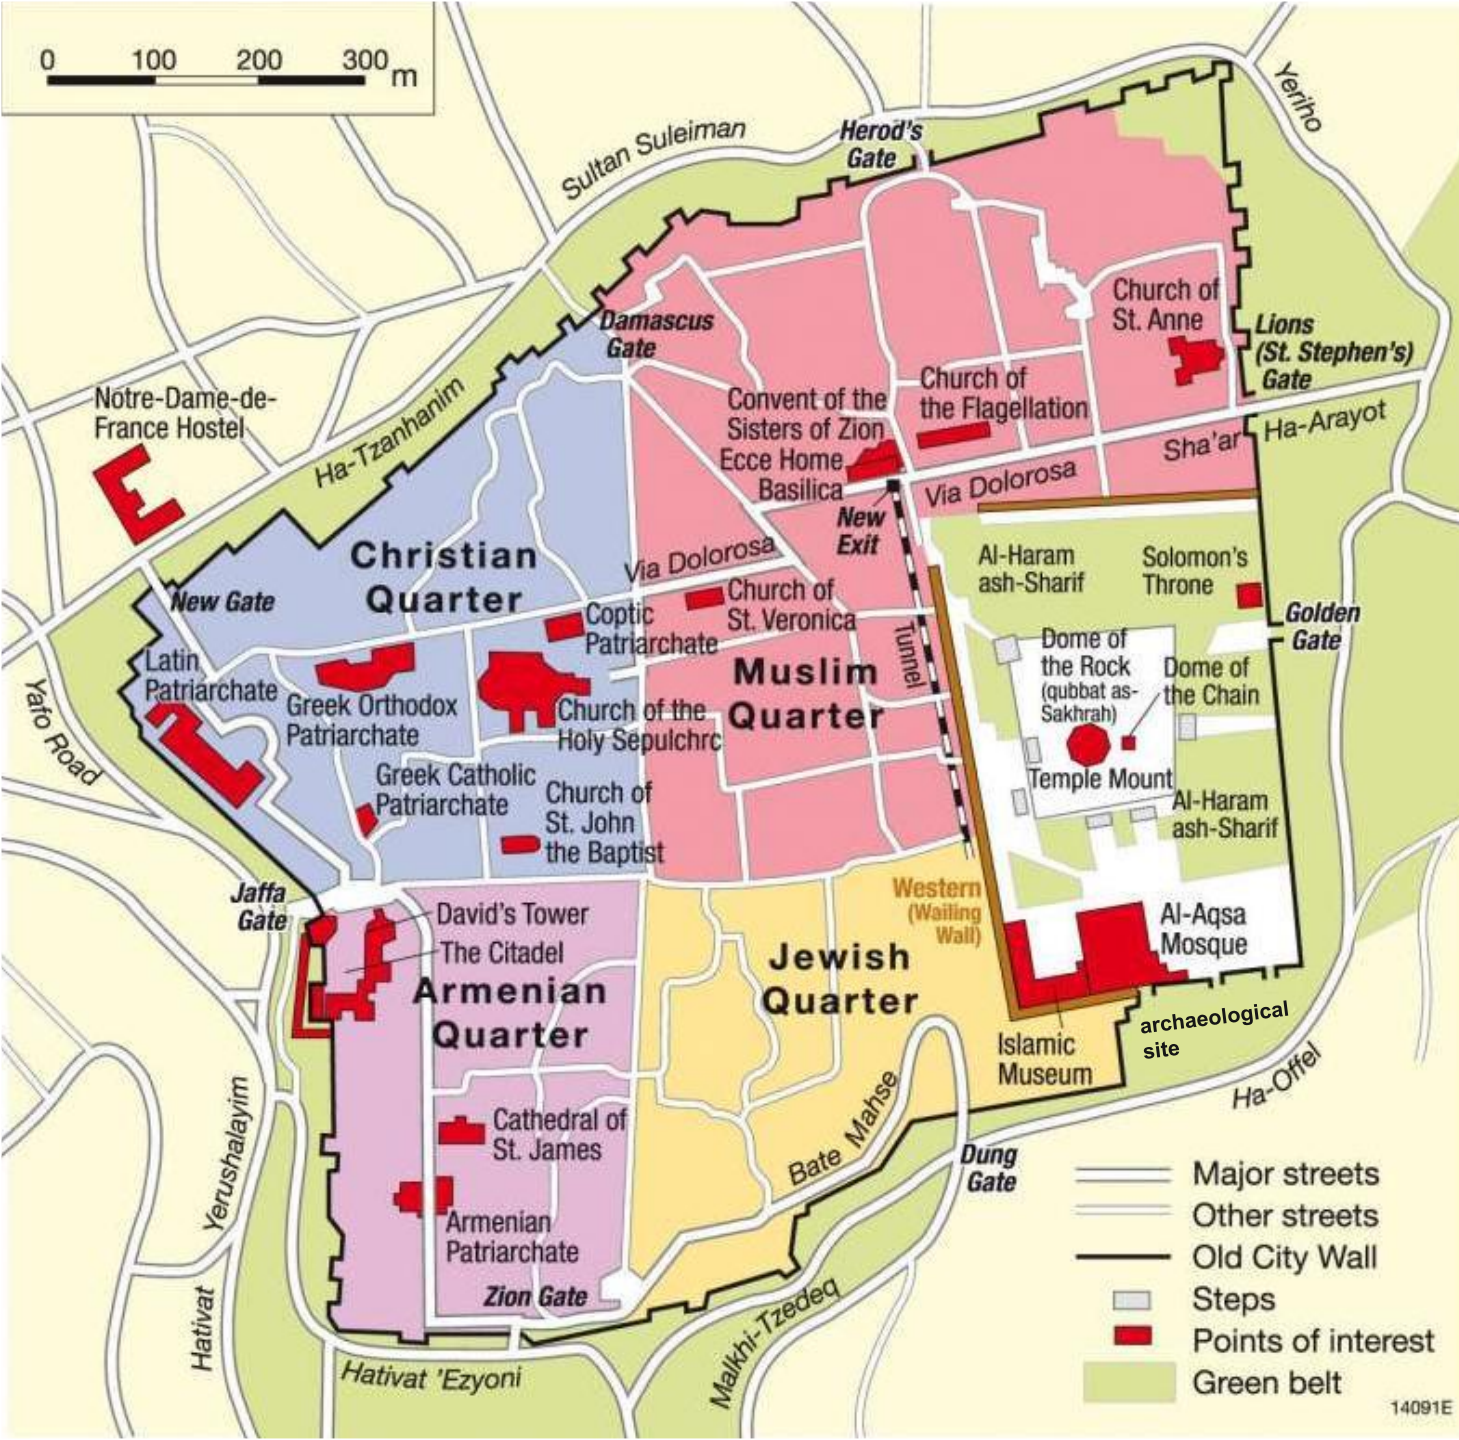 0 100 200 300 m
Yeriho
Sultan Suleiman
Herod's
Gate
Damascus
Gate
Church of
St. Anne
Lions
(St. Stephen's)
Gate
Notre-Dame-de-
France Hostel
Ha-Tzanhanim
Convent of the
Sisters of Zion
Ecce Home
Basilica
Church of
the Flagellation
Sha'ar
Ha-Arayot
Via Dolorosa
New
Exit
Christian
Quarter
Via Dolorosa
Al-Haram
ash-Sharif
Solomon's
Throne
New Gate
Coptic
Patriarchate
Church of
St. Veronica
Tunnel
Golden
Gate
Latin
Patriarchate
Greek Orthodox
Patriarchate
Church of the
Holy Sepulchrc
Muslim
Quarter
Dome of
the Rock
(qubbat as-
Sakhrah)
Dome of
the Chain
Temple Mount
Yafo Road
Greek Catholic
Patriarchate
Church of
St. John
the Baptist
Al-Haram
ash-Sharif
Jaffa
Gate
David's Tower
The Citadel
Western
(Wailing
Wall)
Al-Aqsa
Mosque
Armenian
Quarter
Jewish
Quarter
Islamic
Museum
archaeological
site
Ha-Offel
Yerushalayim
Hativat
Cathedral of
St. James
Bate Mahse
Dung
Gate
Armenian
Patriarchate
Zion Gate
Malkhi-Tzedeq
Hativat 'Ezyoni
Major streets
Other streets
Old City Wall
Steps
Points of interest
Green belt
14091E